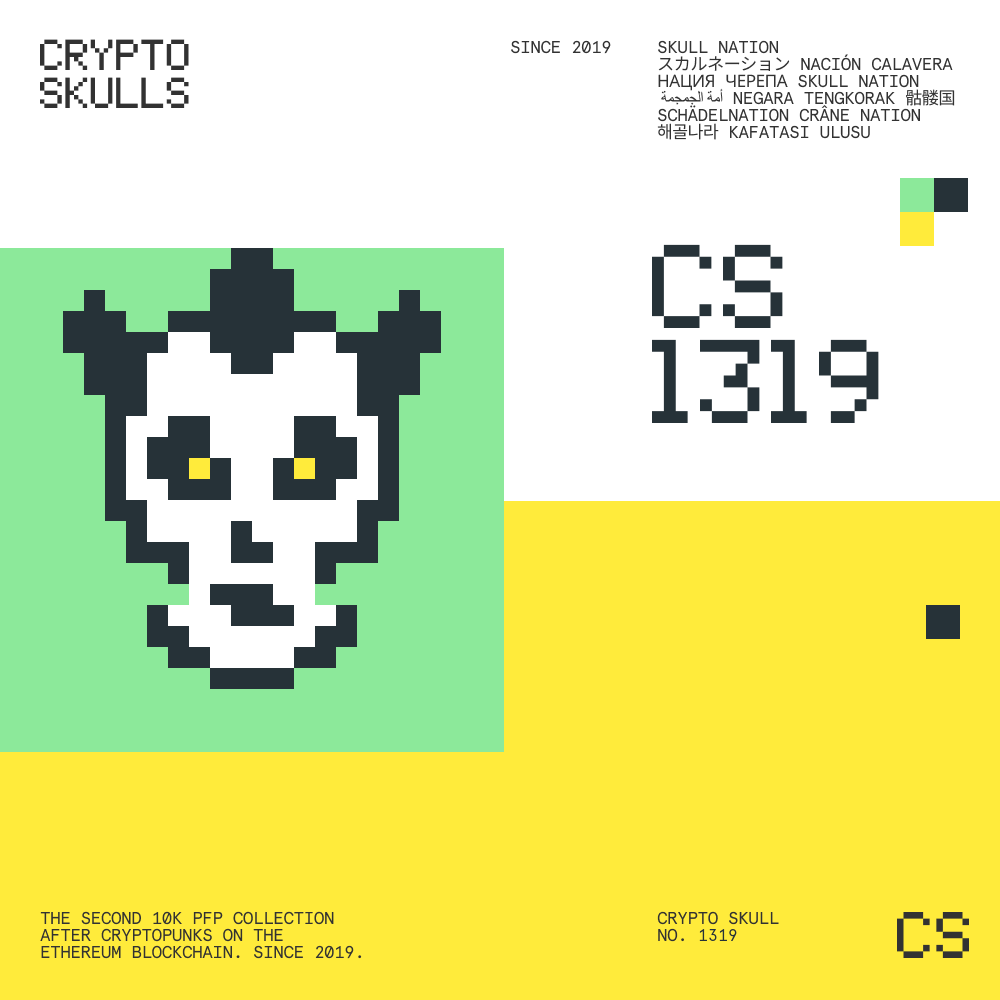 CRYPTO
SKULLS
SINCE 2019
SKULL NATION
スカルネーション NACIÓN CALAVERA
НАЦИЯ ЧЕРЕПА SKULL NATION
أمة الجمجمة NEGARA TENGKORAK 骷髅国
SCHÄDELNATION CRÂNE NATION
해골나라 KAFATASI ULUSU
CS
1319
THE SECOND 10K PFP COLLECTION
AFTER CRYPTOPUNKS ON THE
ETHEREUM BLOCKCHAIN. SINCE 2019.
CRYPTO SKULL
NO. 1319
CS